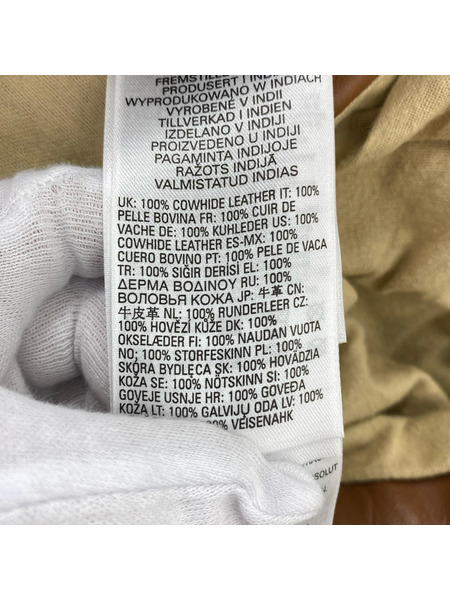 FREMSTILLET I INDIEN
PRODUSERT I INDIA
WYPRODUKOWANO W INDIACH
VYROBENÉ V INDII
TILLVERKAD I INDIEN
IZDELANO V INDIJI
PROIZVEDENO U INDIJI
PAGAMINTA INDIJOJE
RAŽOTS INDIJĀ
VALMISTATUD INDIAS
UK: 100% COWHIDE LEATHER IT: 100%
PELLE BOVINA FR: 100% CUIR DE
VACHE DE: 100% KUHLEDER US: 100%
COWHIDE LEATHER ES-MX: 100%
CUERO BOVINO PT: 100% PELE DE VACA
TR: 100% SIĞIR DERİSİ EL: 100%
ΔΕΡΜΑ ΒΟΔΙΝΟΥ RU: 100%
ВОЛОВЬЯ КОЖА JP: 牛革 CN:
牛皮革 NL: 100% RUNDERLEER CZ:
100% HOVĚZÍ KŮŽE DK: 100%
OKSELÆDER FI: 100% NAUDAN VUOTA
NO: 100% STORFESKINN PL: 100%
SKÓRA BYDLĘCA SK: 100% HOVÄDZIA
KOŽA SE: 100% NÖTSKINN SI: 100%
GOVEJE USNJE HR: 100% GOVEĐA
KOŽA LT: 100% GALVIJŲ ODA LV: 100%
100% VEISENAHK
SOLUT